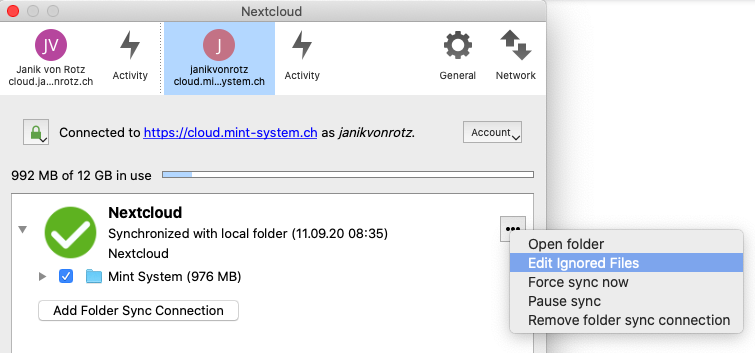 Nextcloud
JV
J
Janik von Rotz
cloud.ja...nrotz.ch
Activity
janikvonrotz
cloud.mi...ystem.ch
Activity
General
Network
Connected to https://cloud.mint-system.ch as janikvonrotz.
Account
992 MB of 12 GB in use
Nextcloud
Synchronized with local folder (11.09.20 08:35)
Nextcloud
Mint System (976 MB)
Add Folder Sync Connection
Open folder
Edit Ignored Files
Force sync now
Pause sync
Remove folder sync connection